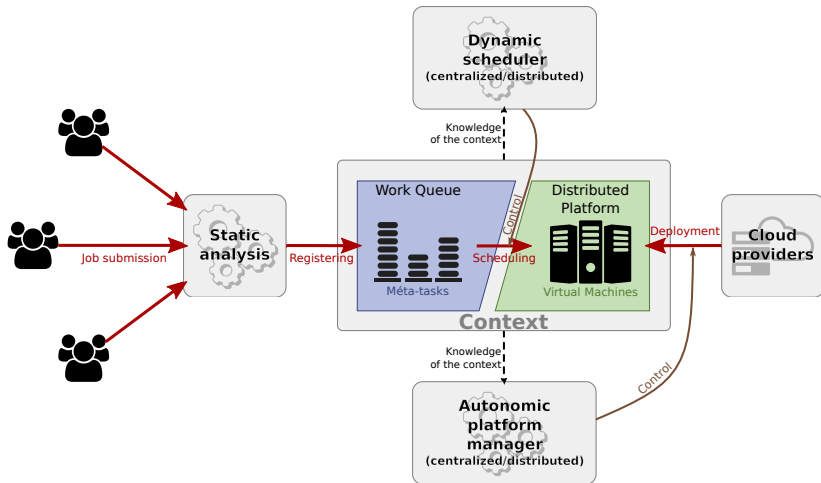 Dynamic
scheduler
(centralized/distributed)
Knowledge
of the context
Control
Work Queue
Distributed
Platform
Static
analysis
Job submission
Registering
Scheduling
Deployment
Cloud
providers
Méta-tasks
Virtual Machines
Context
Knowledge
of the context
Control
Autonomic
platform
manager
(centralized/distributed)